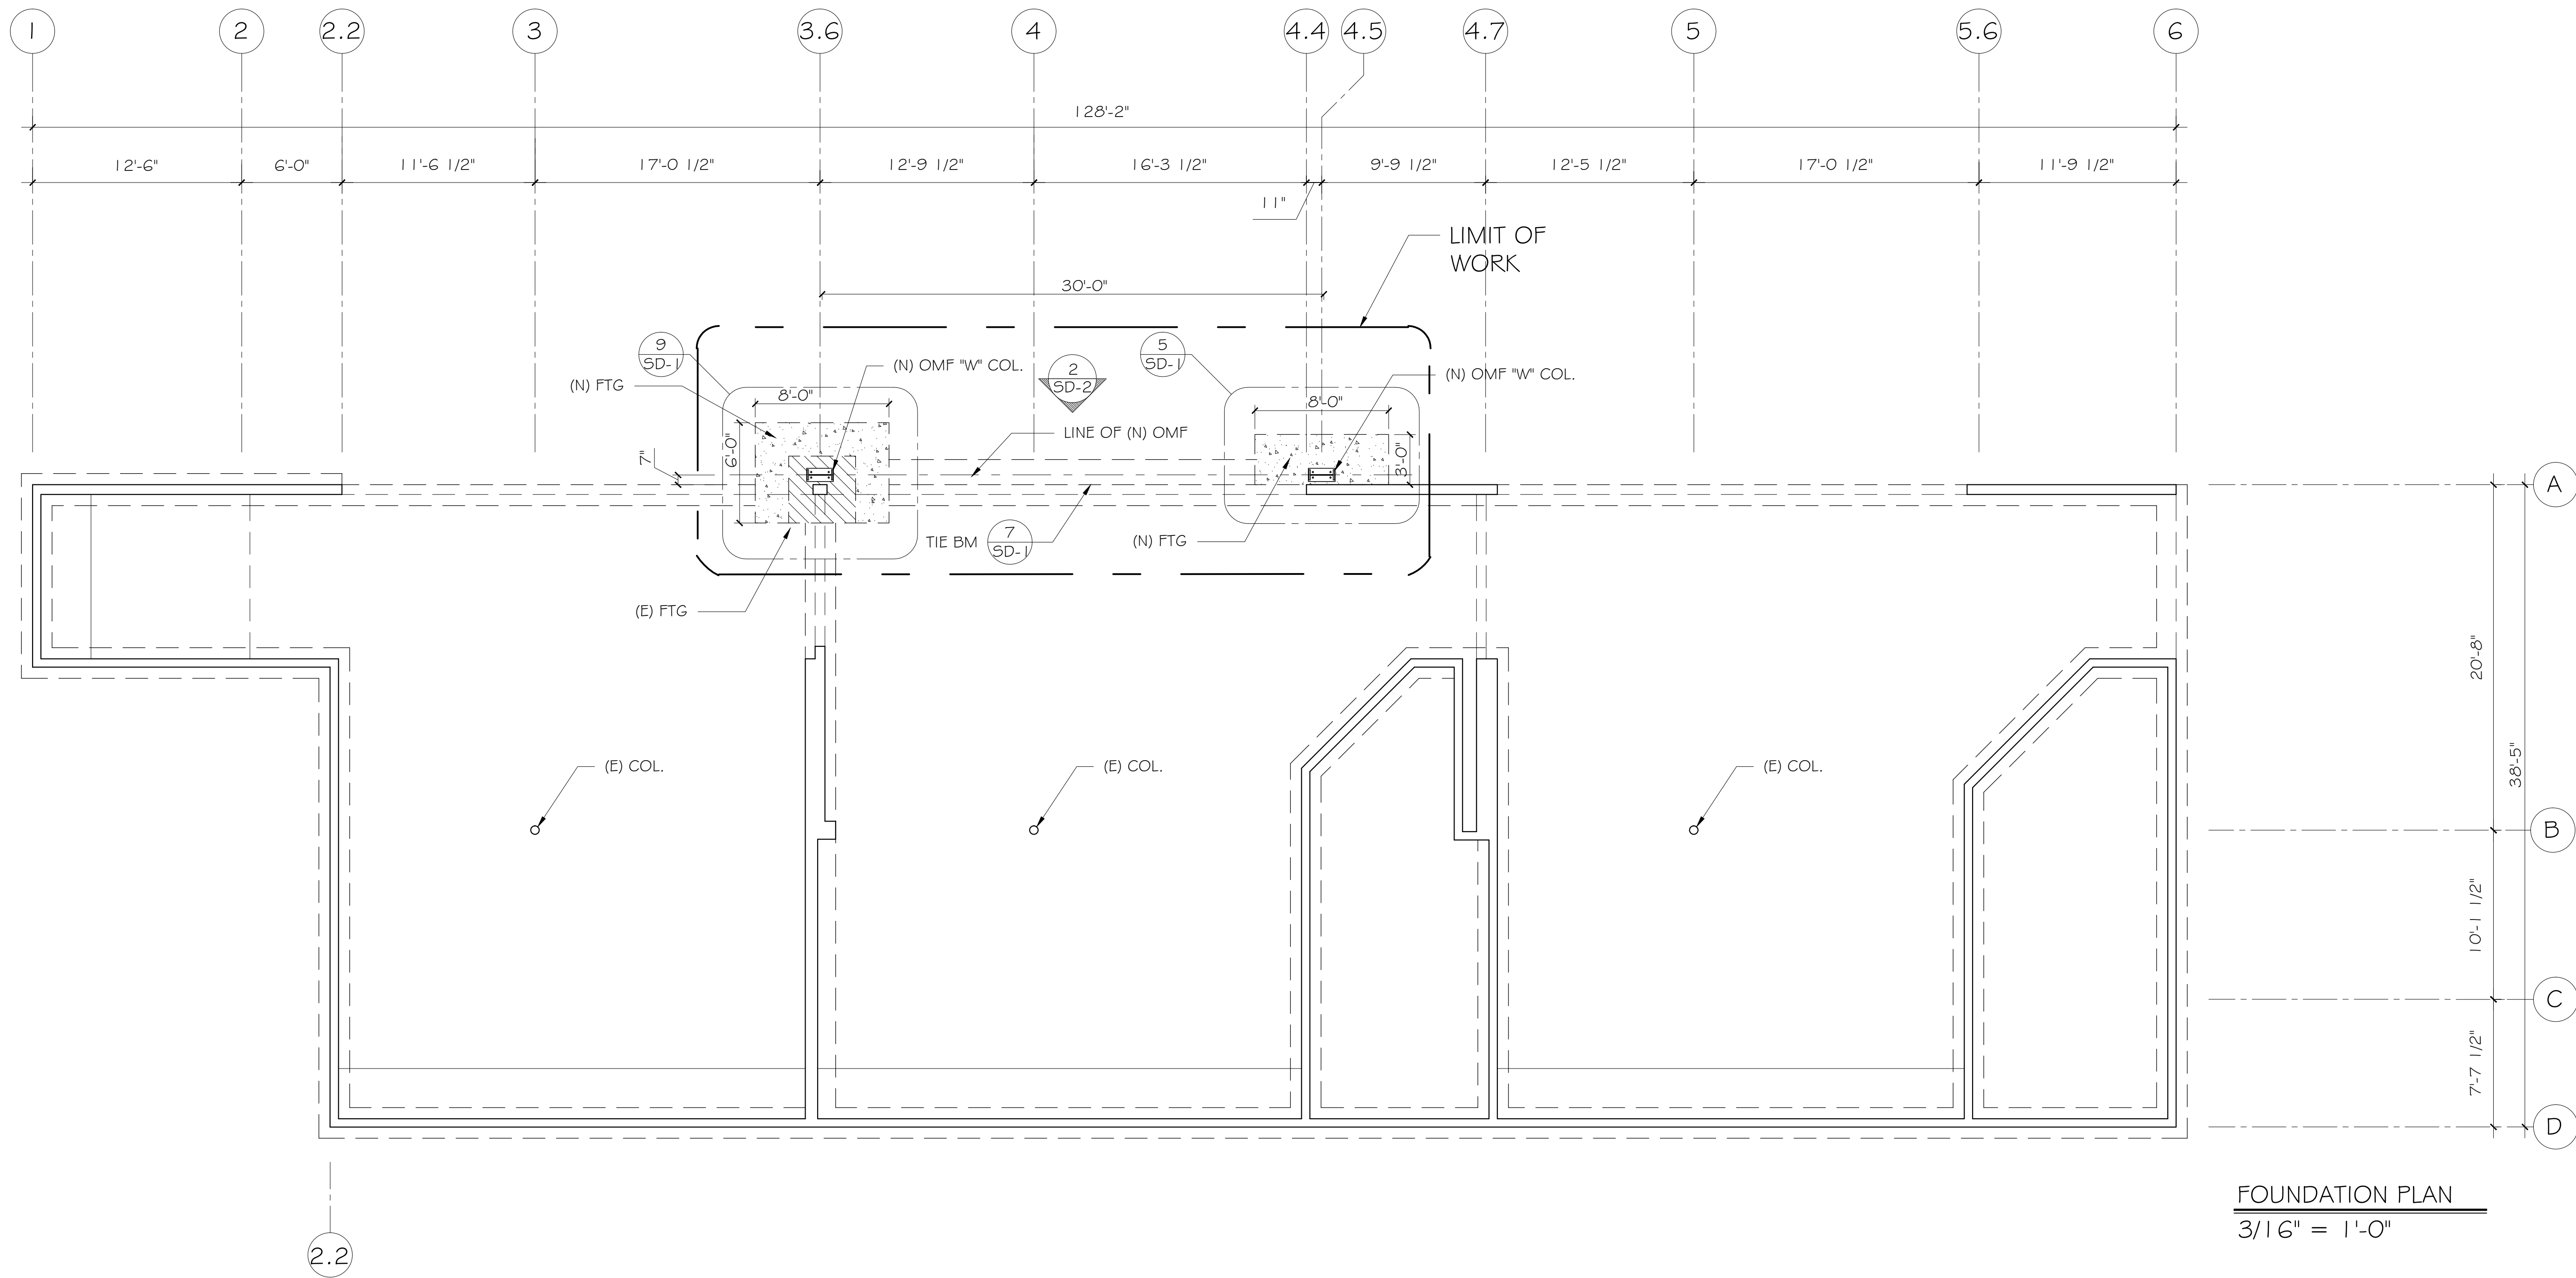 1 2 2.2 3 3.6 4 4.4 4.5 4.7 5 5.6 6
128'-2"
12'-6" 6'-0" 11'-6 1/2" 17'-0 1/2" 12'-9 1/2" 16'-3 1/2" 9'-9 1/2" 12'-5 1/2" 17'-0 1/2" 11'-9 1/2"
11"
LIMIT OF
WORK
30'-0"
9
SD-1
(N) FTG
8'-0"
6'-0"
7"
(N) OMF "W" COL.
2
SD-2
LINE OF (N) OMF
5
SD-1
8'-0"
3'-0"
(N) OMF "W" COL.
TIE BM
7
SD-1
(N) FTG
(E) FTG
A
20'-8"
38'-5"
(E) COL. (E) COL. (E) COL.
B
10'-1 1/2"
C
7'-7 1/2"
D
FOUNDATION PLAN
3/16" = 1'-0"
2.2